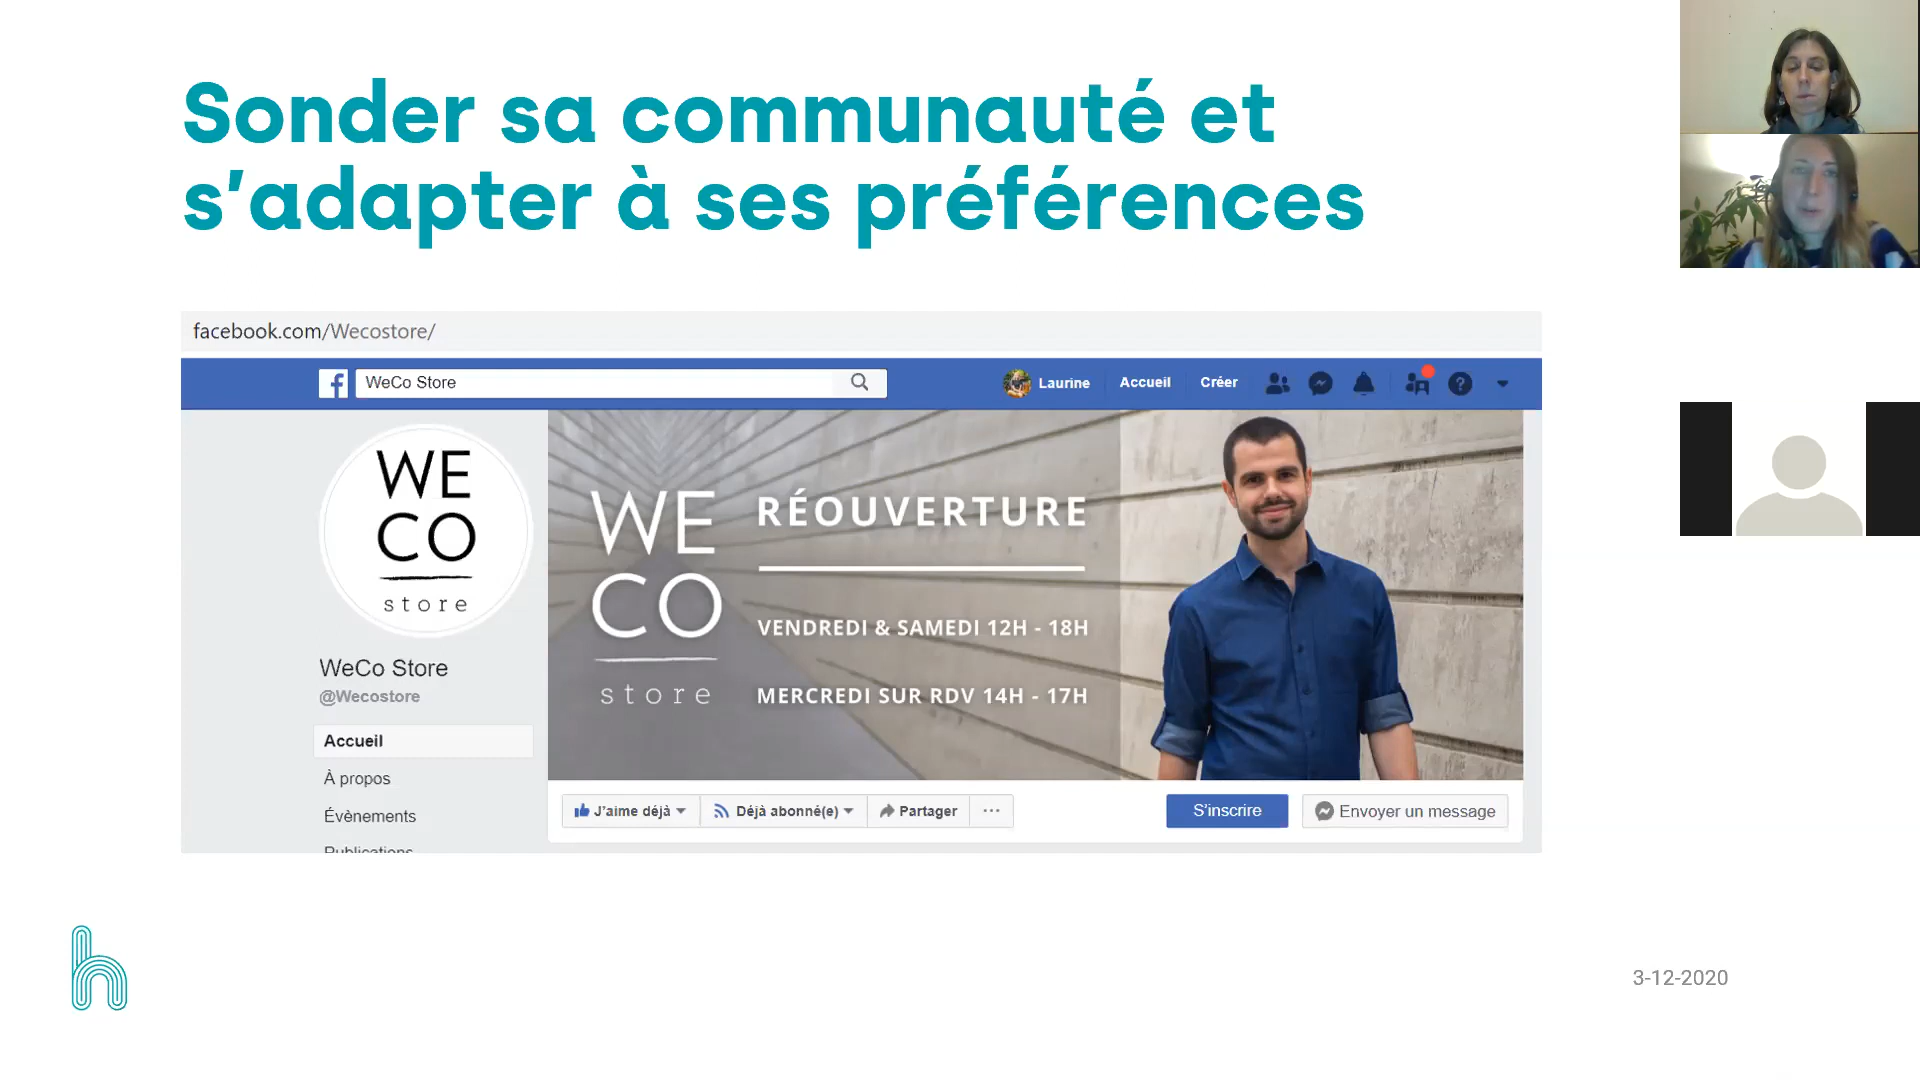 Sonder sa communauté et
s'adapter à ses préférences
facebook.com/Wecostore/
WeCo Store
Laurine
Accueil
Créer
WE
CO
store
WE
CO
store
RÉOUVERTURE
VENDREDI & SAMEDI 12H - 18H
MERCREDI SUR RDV 14H - 17H
WeCo Store
@Wecostore
Accueil
À propos
Évènements
Publications
J'aime déjà
Déjà abonné(e)
Partager
S'inscrire
Envoyer un message
h
3-12-2020